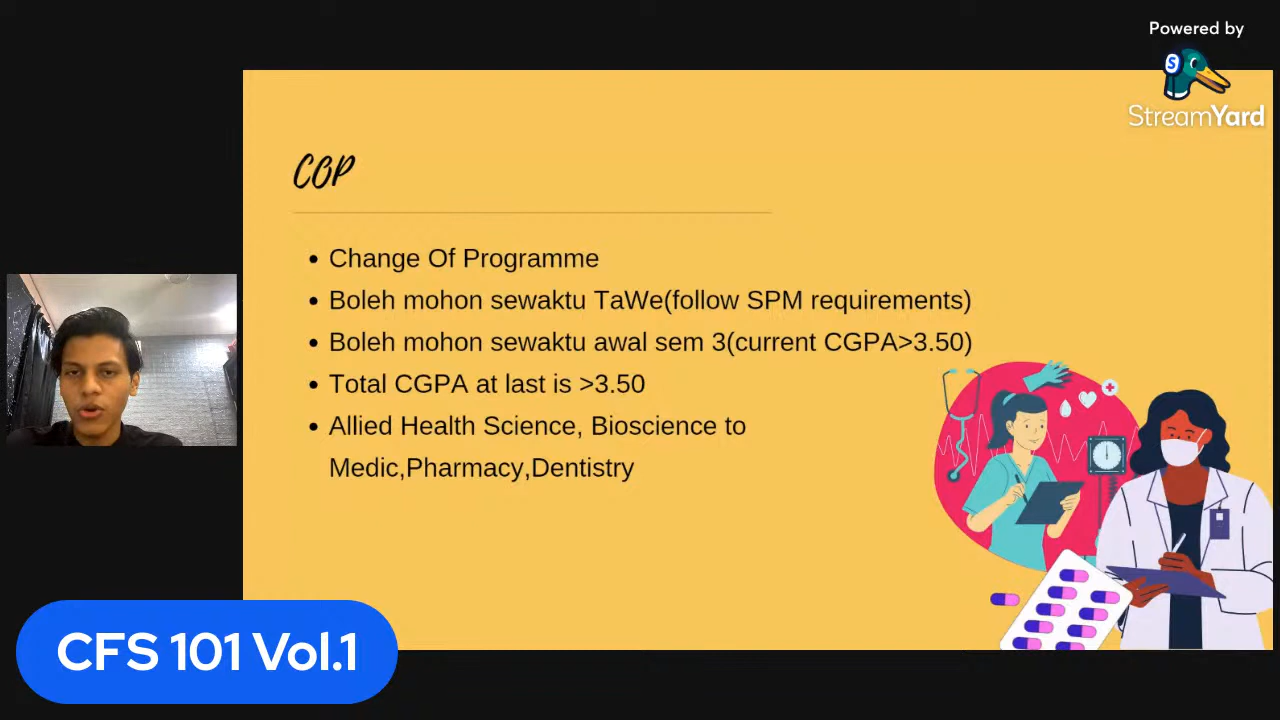 Powered by
StreamYard
COP
Change Of Programme
Boleh mohon sewaktu TaWe(follow SPM requirements)
Boleh mohon sewaktu awal sem 3(current CGPA>3.50)
Total CGPA at last is >3.50
Allied Health Science, Bioscience to
Medic,Pharmacy,Dentistry
CFS 101 Vol.1